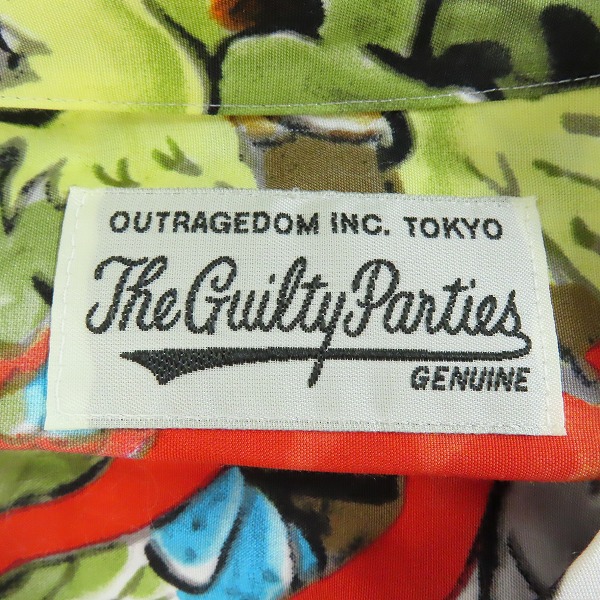 OUTRAGEDOM INC. TOKYO
The Guilty Parties
GENUINE